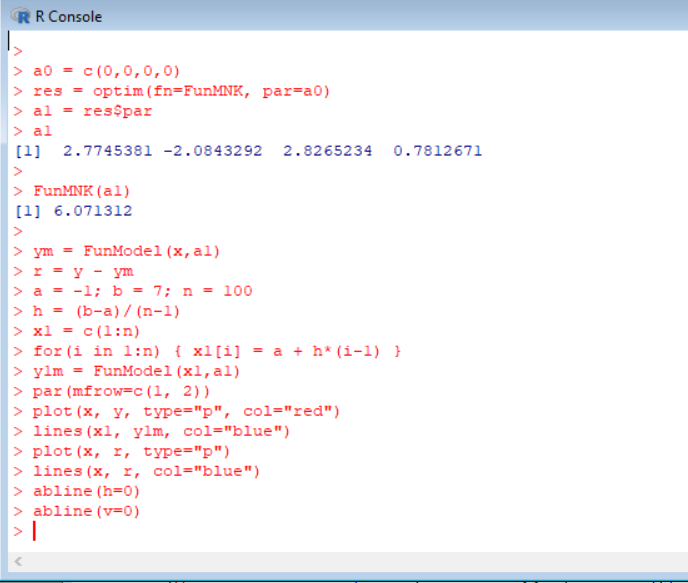 R Console
>
> a0 = c(0,0,0,0)
> res = optim(fn=FunMNK, par=a0)
> a1 = res$par
> a1
[1]  2.7745381 -2.0843292  2.8265234  0.7812671
>
> FunMNK(a1)
[1] 6.071312
>
> ym = FunModel(x,a1)
> r = y - ym
> a = -1; b = 7; n = 100
> h = (b-a)/(n-1)
> x1 = c(1:n)
> for(i in 1:n) { x1[i] = a + h*(i-1) }
> y1m = FunModel(x1,a1)
> par(mfrow=c(1, 2))
> plot(x, y, type="p", col="red")
> lines(x1, y1m, col="blue")
> plot(x, r, type="p")
> lines(x, r, col="blue")
> abline(h=0)
> abline(v=0)
>